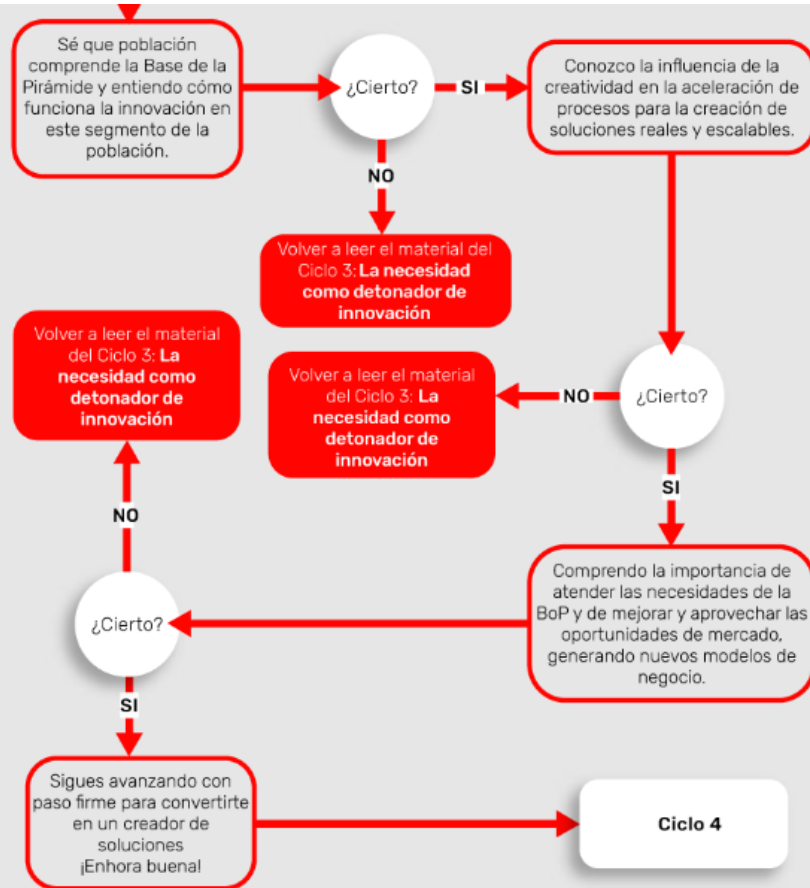 Sé que población
comprende la Base de la
Pirámide y entiendo cómo
funciona la innovación en
este segmento de la
población.
¿Cierto?
SI
Conozco la influencia de la
creatividad en la aceleración de
procesos para la creación de
soluciones reales y escalables.
NO
Volver a leer el material del
Ciclo 3: La necesidad
como detonador de
innovación
¿Cierto?
NO
Volver a leer el material
del Ciclo 3: La
necesidad como
detonador de
innovación
SI
Comprendo la importancia de
atender las necesidades de la
BoP y de mejorar y aprovechar las
oportunidades de mercado,
generando nuevos modelos de
negocio.
¿Cierto?
NO
Volver a leer el material
del Ciclo 3: La
necesidad como
detonador de
innovación
SI
Sigues avanzando con
paso firme para convertirte
en un creador de
soluciones
¡Enhora buena!
Ciclo 4